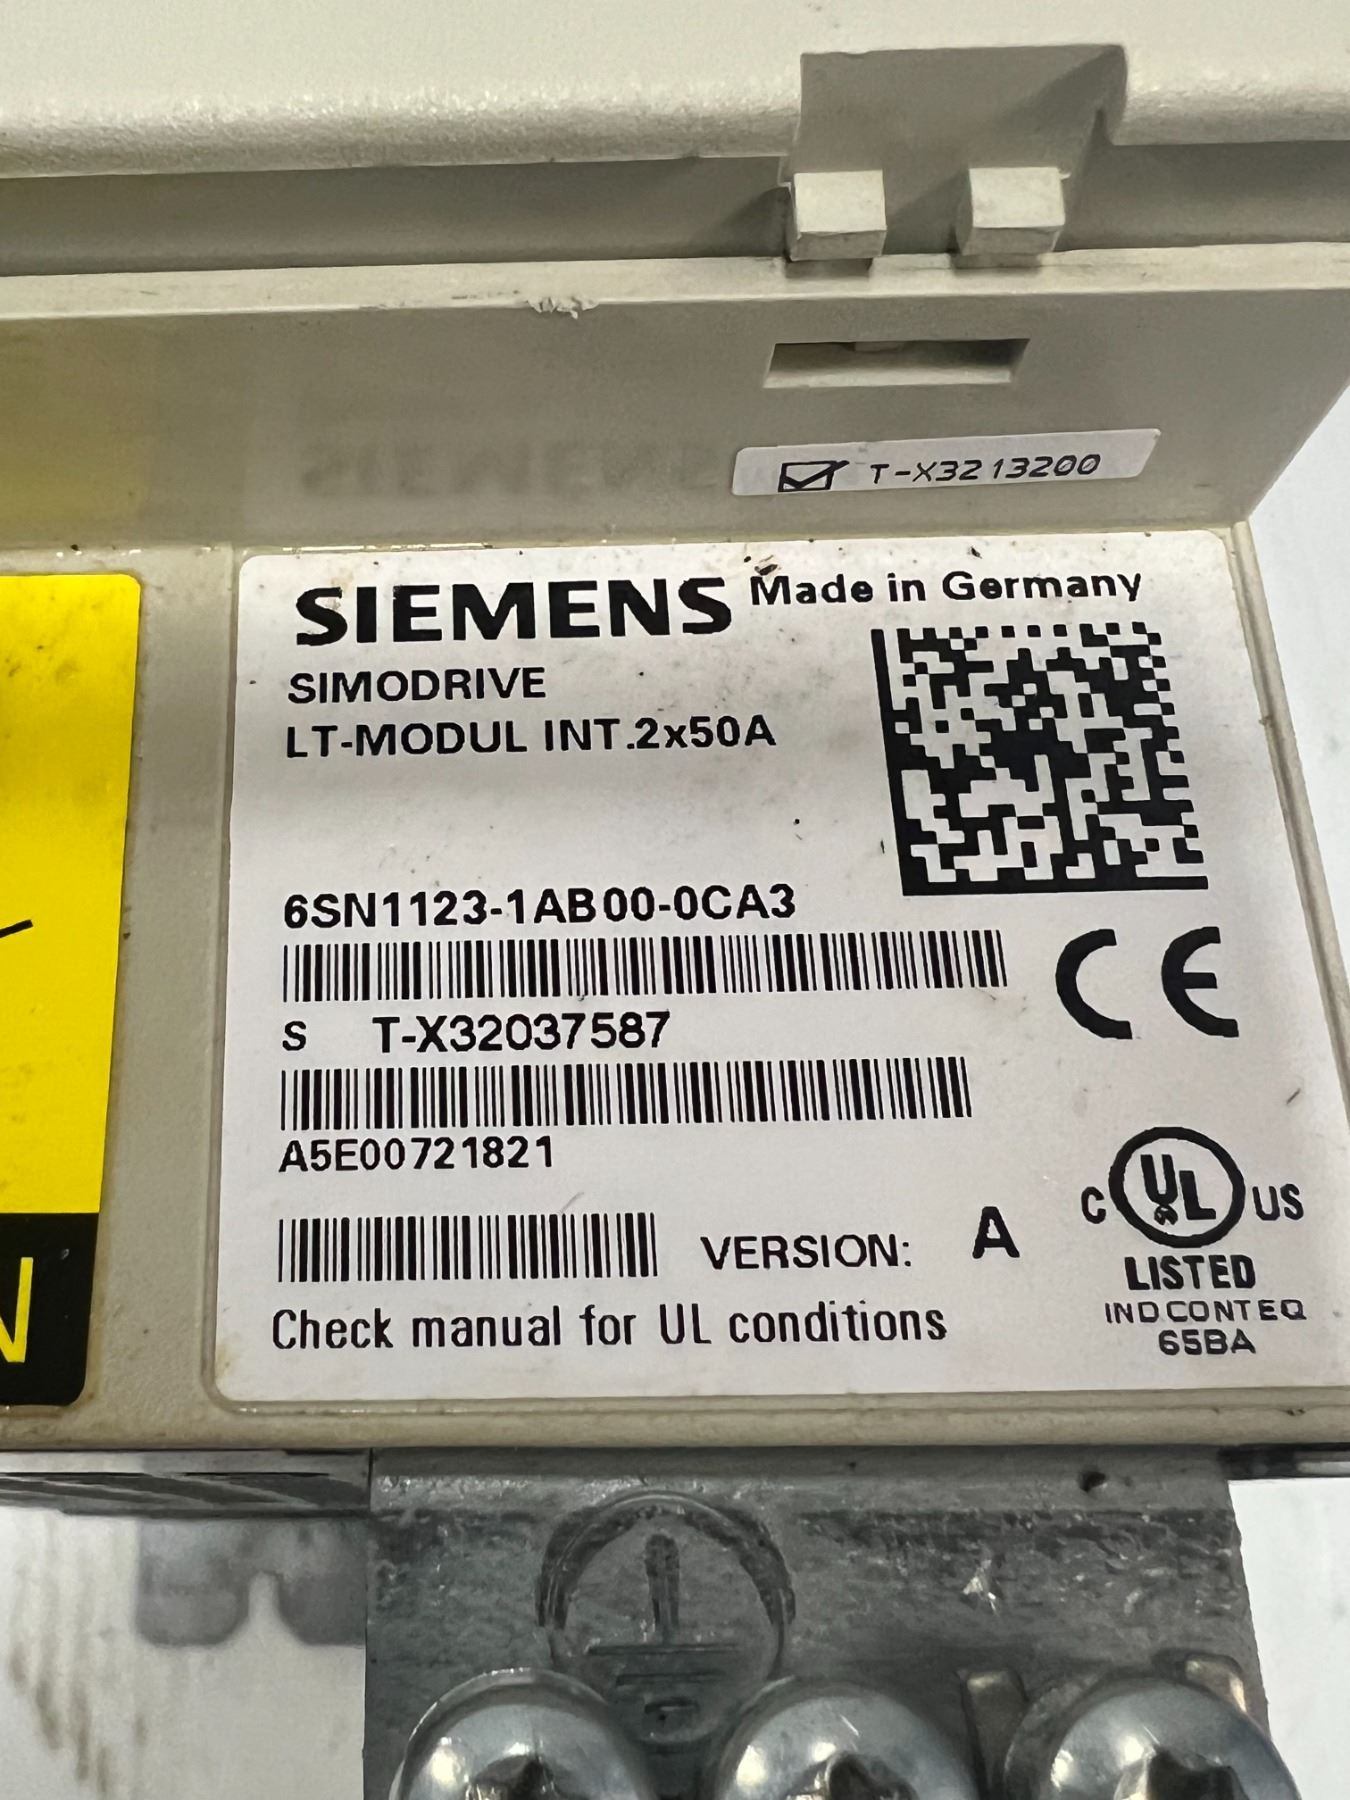 T-X3213200
SIEMENS Made in Germany
SIMODRIVE
LT-MODUL INT.2x50A
6SN1123-1AB00-0CA3
CE
S T-X32037587
A5E00721821
VERSION: A
C UL US
LISTED
IND CONT EQ
65BA
Check manual for UL conditions
N